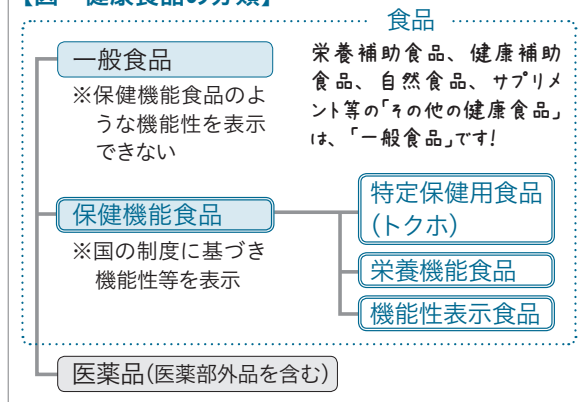 【図 健康食品の分類】
食品
一般食品
※保健機能食品のよ
うな機能性を表示
できない
栄養補助食品、健康補助
食品、自然食品、サプリメ
ント等の「その他の健康食品」
は、「一般食品」です!
保健機能食品
※国の制度に基づき
機能性等を表示
特定保健用食品
(トクホ)
栄養機能食品
機能性表示食品
医薬品(医薬部外品を含む)